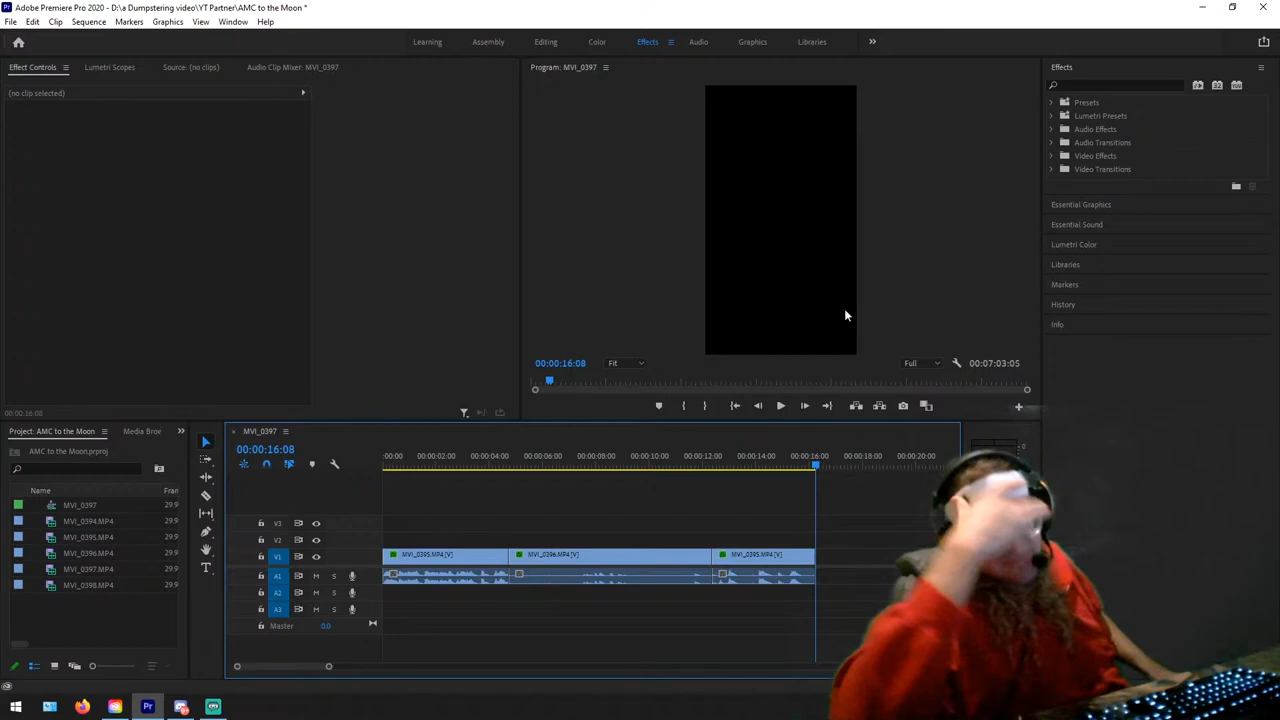 Adobe Premiere Pro 2020 - D:\a Dumpstering video\YT Partner\AMC to the Moon *
File Edit Clip Sequence Markers Graphics View Window Help
Learning Assembly Editing Color Effects Audio Graphics Libraries
Effect Controls Lumetri Scopes Source: (no clips) Audio Clip Mixer: MVI_0397
Program: MVI_0397
Effects
(no clip selected)
Presets
Lumetri Presets
Audio Effects
Audio Transitions
Video Effects
Video Transitions
Essential Graphics
Essential Sound
Lumetri Color
Libraries
Markers
History
Info
00:00:16:08 Fit Full 00:07:03:05
00:00:16:08
Project: AMC to the Moon Media Brov
AMC to the Moon.prproj
Name Fran
MVI_0397 29.9
MVI_0394.MP4 29.9
MVI_0395.MP4 29.9
MVI_0396.MP4 29.9
MVI_0397.MP4 29.9
MVI_0398.MP4 29.9
MVI_0397
00:00:16:08
:00:00 00:00:02:00 00:00:04:00 00:00:06:00 00:00:08:00 00:00:10:00 00:00:12:00 00:00:14:00 00:00:16:00 00:00:18:00 00:00:20:00
V3
V2
V1 MVI_0395.MP4 [V] MVI_0396.MP4 [V] MVI_0395.MP4 [V]
A1 M S
A2 M S
A3 M S
Master 0.0
0
Pr